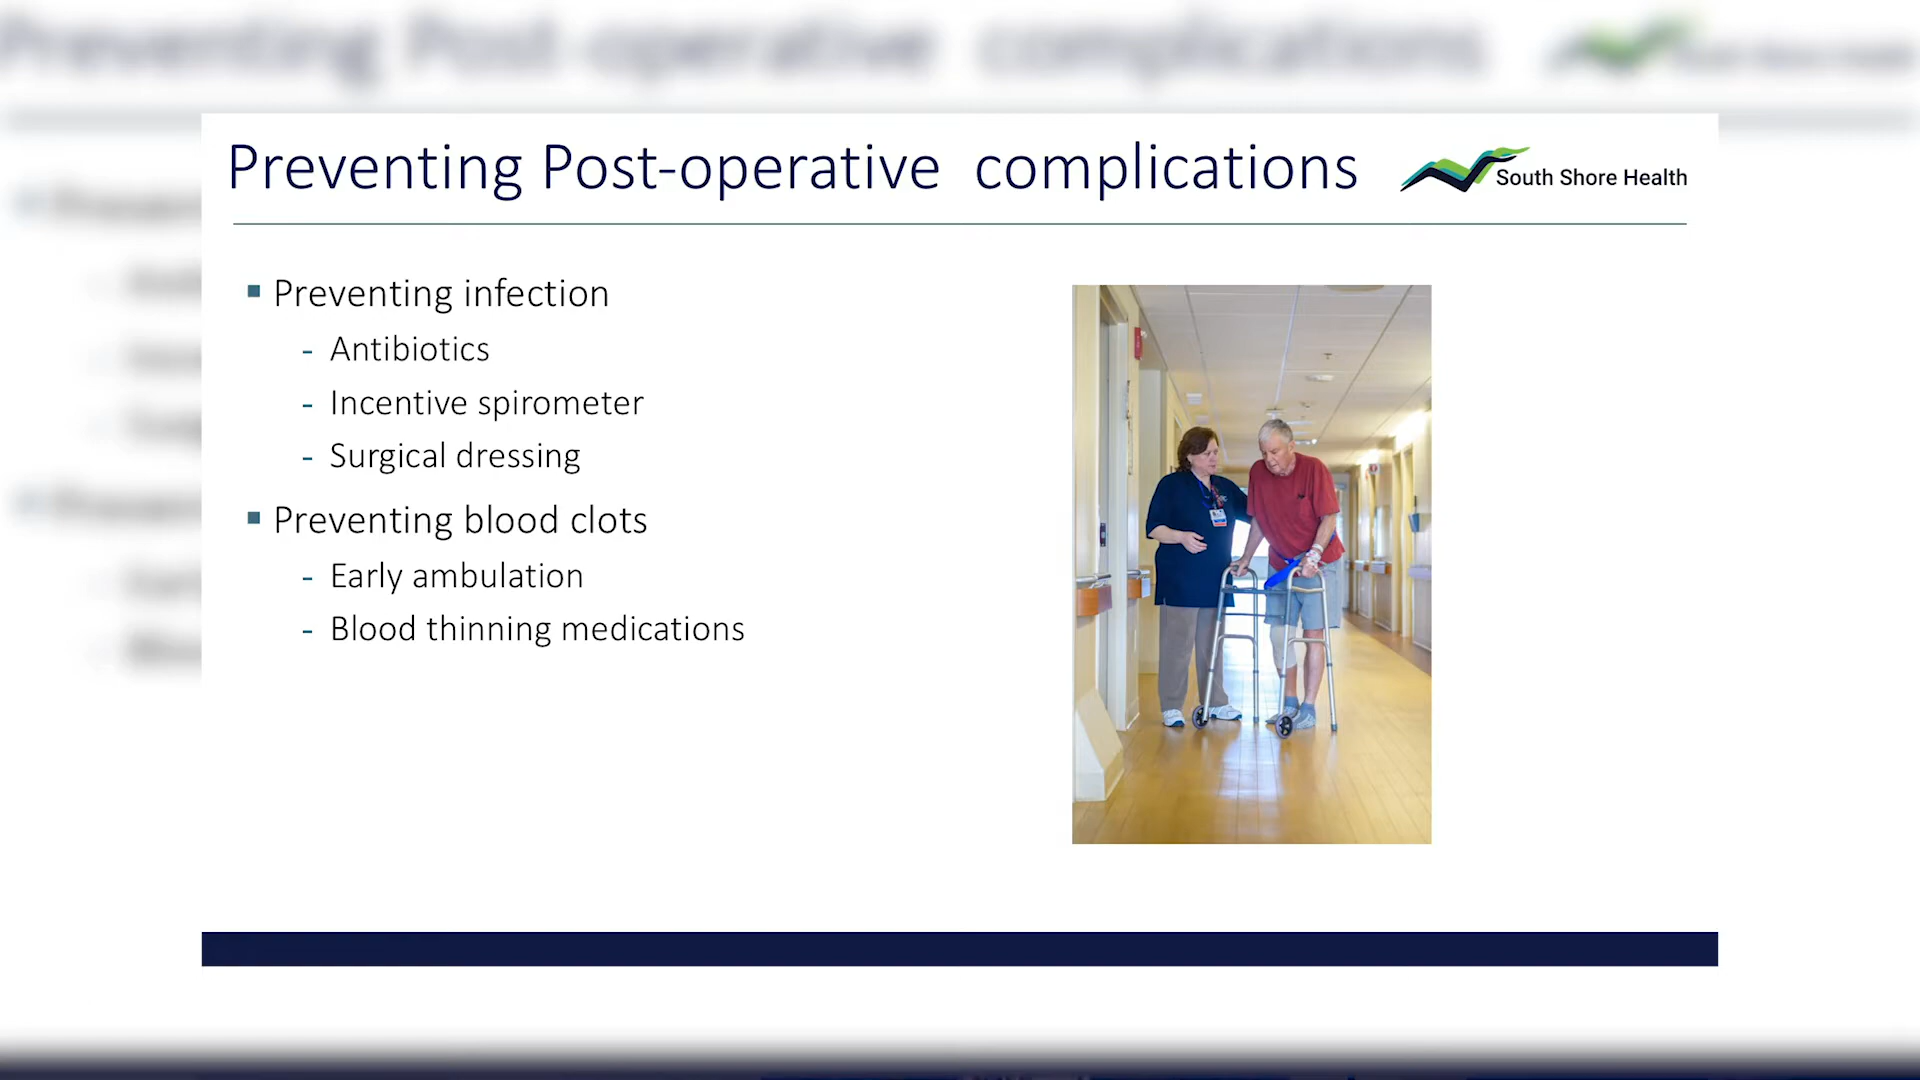 Preventing Post-operative complications
South Shore Health
Preventing infection
- Antibiotics
- Incentive spirometer
- Surgical dressing
Preventing blood clots
- Early ambulation
- Blood thinning medications